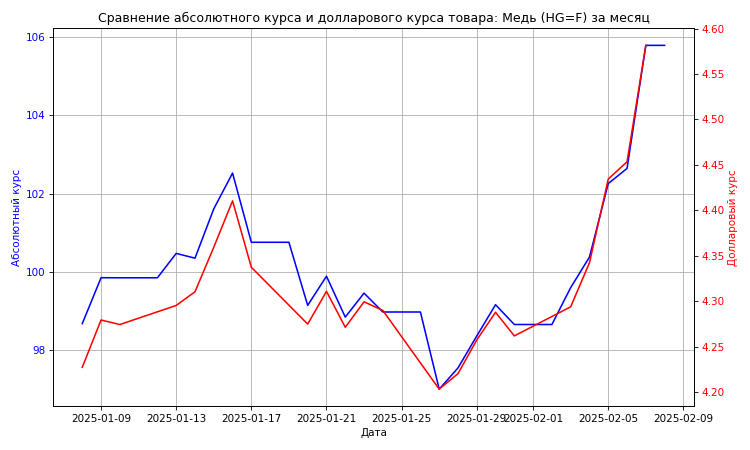 Сравнение абсолютного курса и долларового курса товара: Медь (HG=F) за месяц
106
104
102
100
98
Абсолютный курс
4.60
4.55
4.50
4.45
4.40
4.35
4.30
4.25
4.20
Долларовый курс
2025-01-09 2025-01-13 2025-01-17 2025-01-21 2025-01-25 2025-01-29 2025-02-01 2025-02-05 2025-02-09
Дата